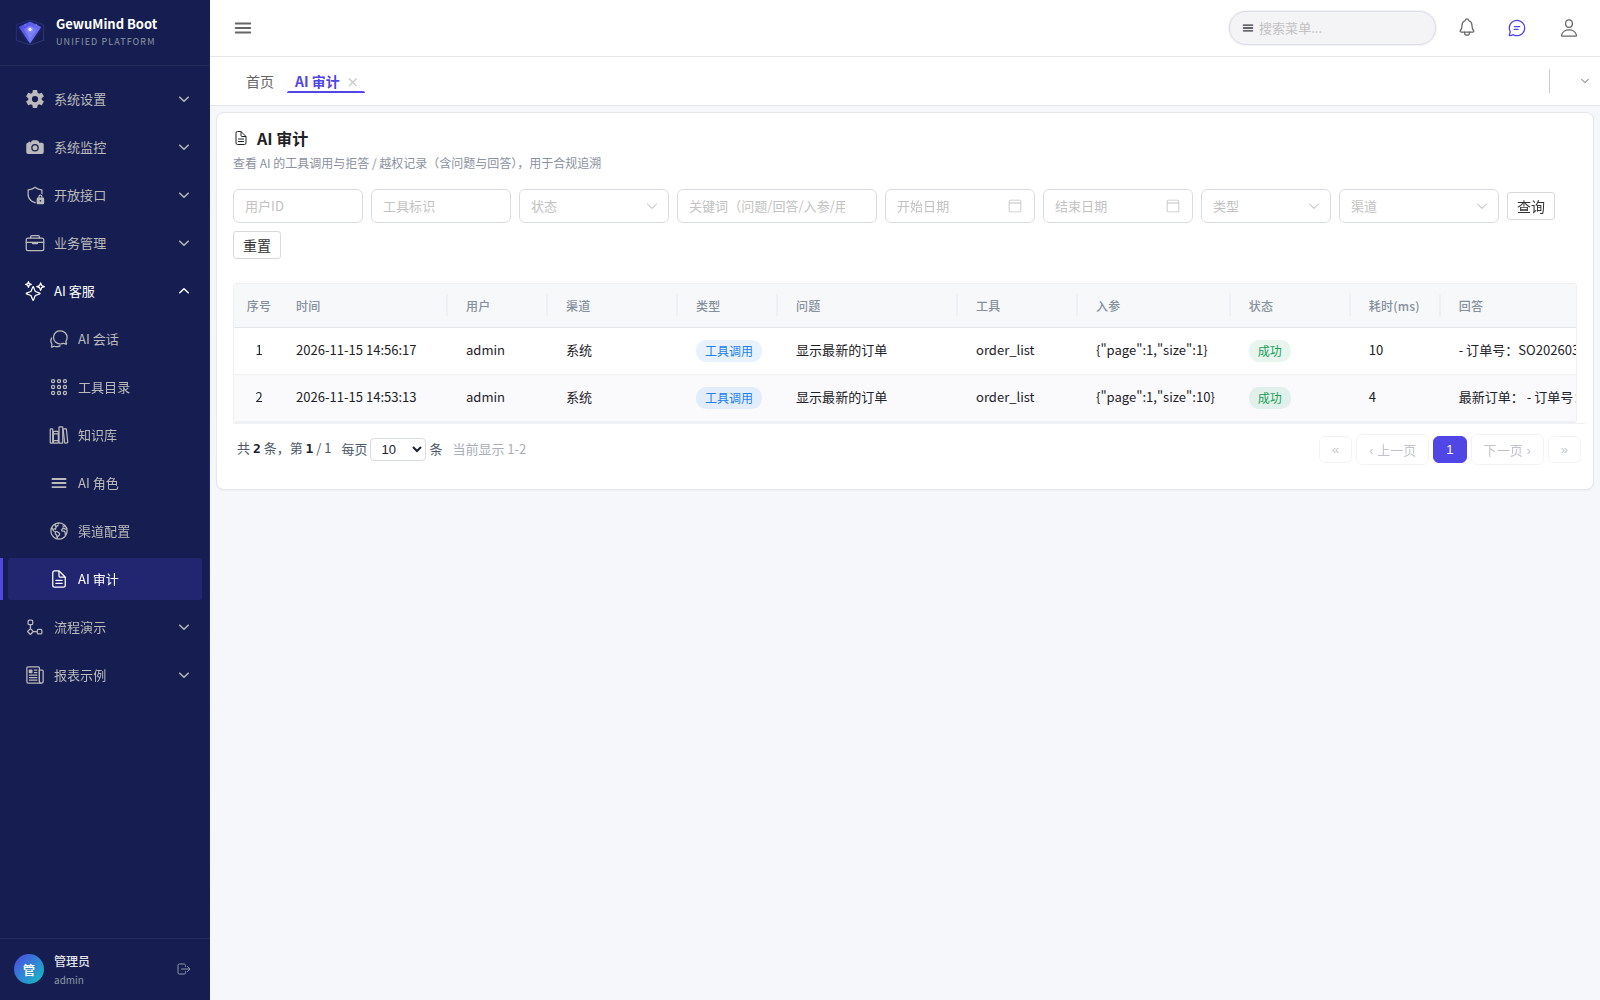 GewuMind Boot
UNIFIED PLATFORM
搜索菜单...
系统设置
系统监控
开放接口
业务管理
AI 客服
AI 会话
工具目录
知识库
AI 角色
渠道配置
AI 审计
流程演示
报表示例
管
管理员
admin
首页 AI 审计
AI 审计
查看 AI 的工具调用与拒答 / 越权记录（含问题与回答），用于合规追溯
用户ID 工具标识 状态 关键词（问题/回答/入参/用 开始日期 结束日期 类型 渠道 查询
重置
序号 时间 用户 渠道 类型 问题 工具 入参 状态 耗时(ms) 回答
1 2026-11-15 14:56:17 admin 系统 工具调用 显示最新的订单 order_list {"page":1,"size":1} 成功 10 - 订单号：SO202603
2 2026-11-15 14:53:13 admin 系统 工具调用 显示最新的订单 order_list {"page":1,"size":10} 成功 4 最新订单： - 订单号
共 2 条，第 1 / 1 每页 10 条 当前显示 1-2 « ‹ 上一页 1 下一页 › »